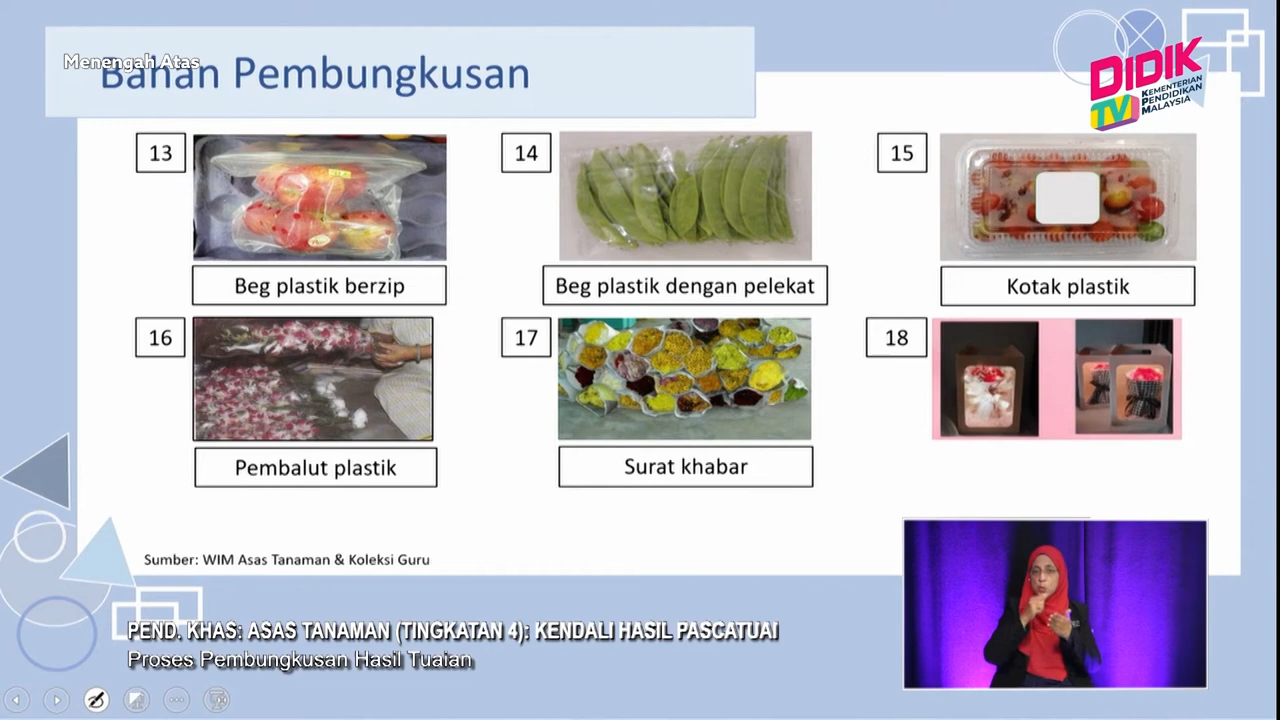 Menengah Atas
Bahan Pembungkusan
DIDIK
TV
KEMENTERIAN
PENDIDIKAN
MALAYSIA
13
14
15
Beg plastik berzip
Beg plastik dengan pelekat
Kotak plastik
16
17
18
Pembalut plastik
Surat khabar
Sumber: WIM Asas Tanaman & Koleksi Guru
PEND. KHAS: ASAS TANAMAN (TINGKATAN 4): KENDALI HASIL PASCATUAI
Proses Pembungkusan Hasil Tuaian